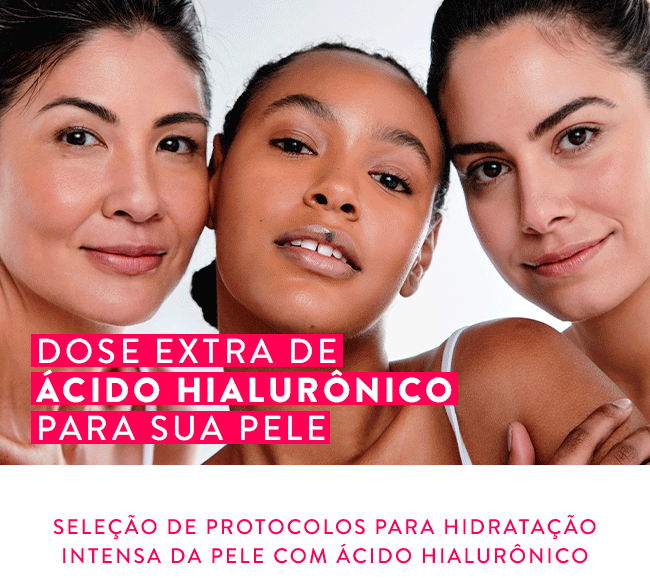 DOSE EXTRA DE
ÁCIDO HIALURÔNICO
PARA SUA PELE
SELEÇÃO DE PROTOCOLOS PARA HIDRATAÇÃO
INTENSA DA PELE COM ÁCIDO HIALURÔNICO